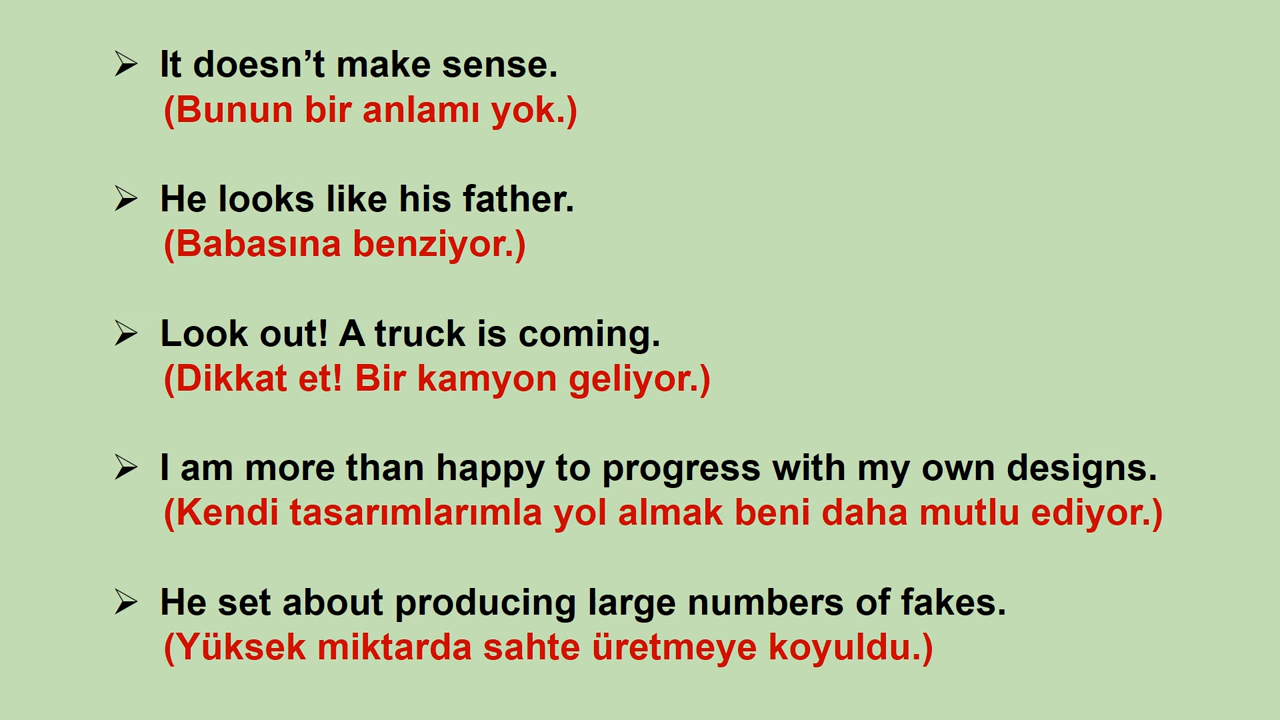 ➢ It doesn’t make sense.
(Bunun bir anlamı yok.)
➢ He looks like his father.
(Babasına benziyor.)
➢ Look out! A truck is coming.
(Dikkat et! Bir kamyon geliyor.)
➢ I am more than happy to progress with my own designs.
(Kendi tasarımlarımla yol almak beni daha mutlu ediyor.)
➢ He set about producing large numbers of fakes.
(Yüksek miktarda sahte üretmeye koyuldu.)